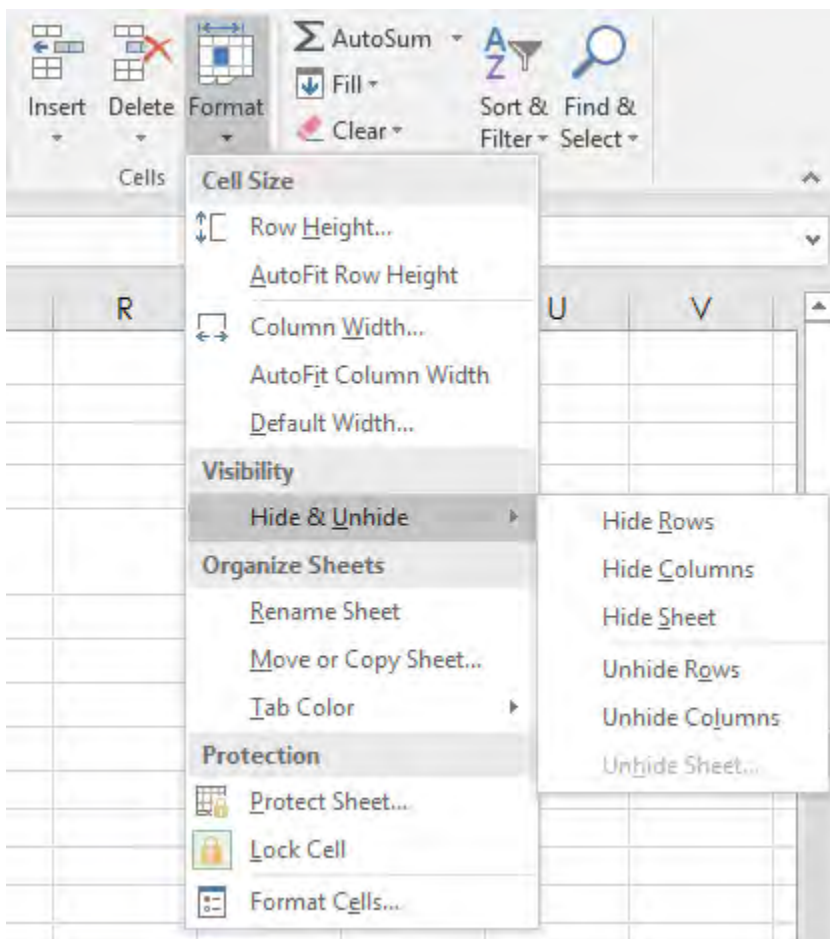 AutoSum
Fill
Clear
Insert Delete Format
Sort & Filter
Find & Select
A
Z
Cells
R
U
V
Cell Size
Row Height...
AutoFit Row Height
Column Width...
AutoFit Column Width
Default Width...
Visibility
Hide & Unhide
Organize Sheets
Rename Sheet
Move or Copy Sheet...
Tab Color
Protection
Protect Sheet...
Lock Cell
Format Cells...
Hide Rows
Hide Columns
Hide Sheet
Unhide Rows
Unhide Columns
Unhide Sheet...